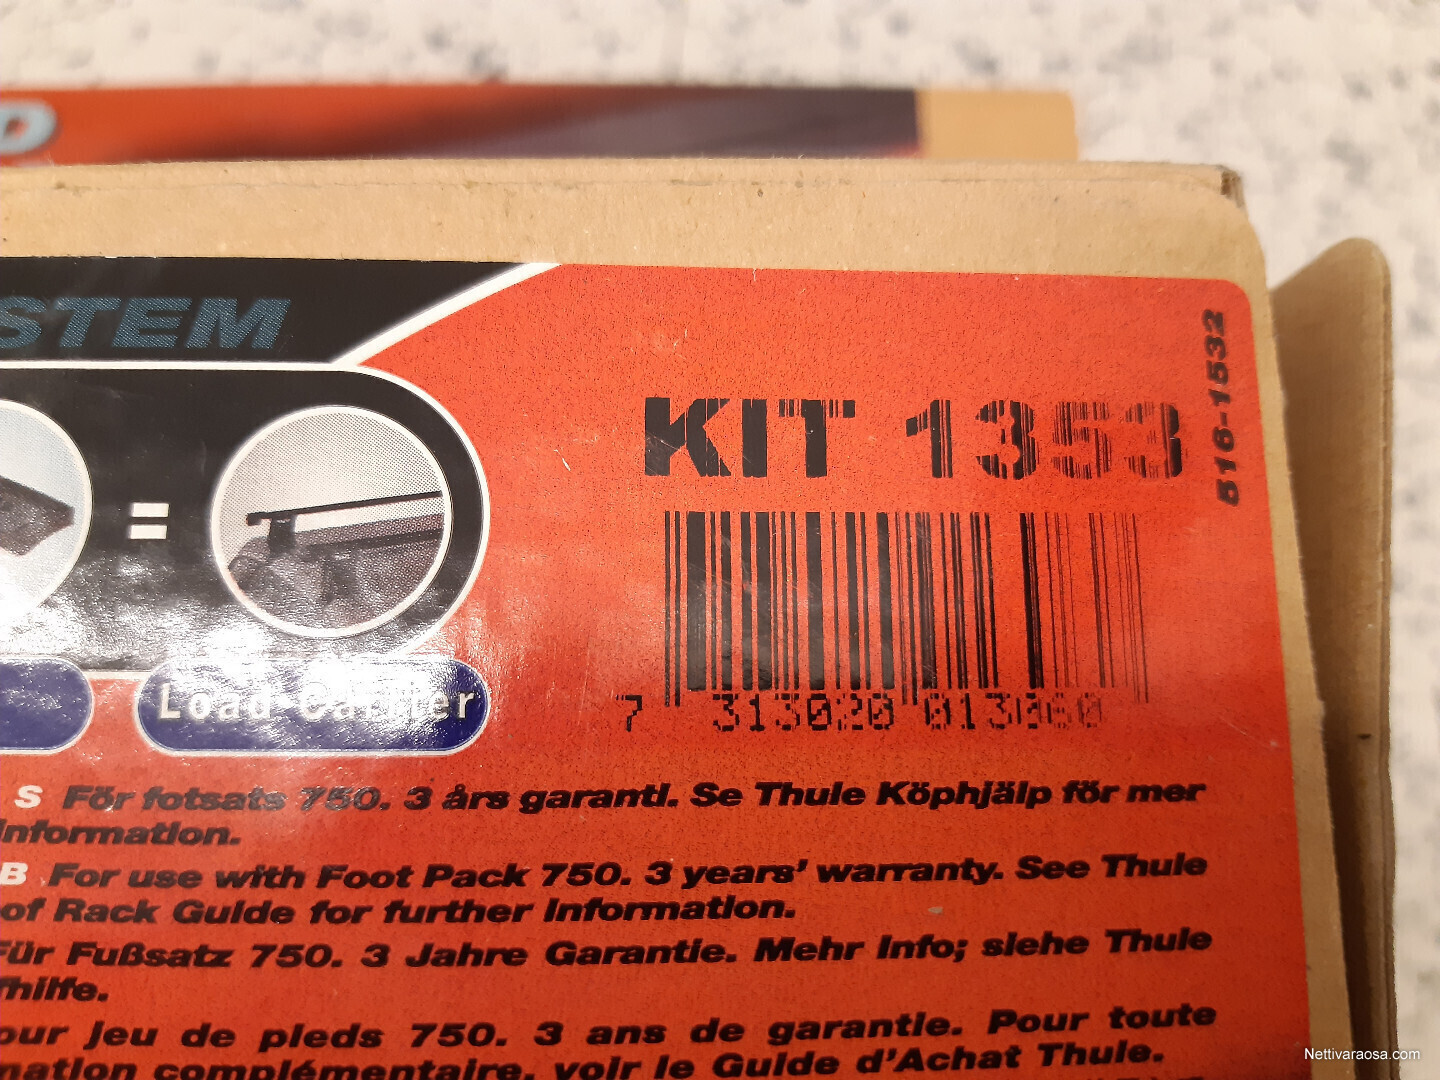 D
STEM
516-1532
KIT 1353
=
Load Carrier
7 313020 013
S För fotsats 750. 3 års garanti. Se Thule Köphjälp för mer
information.
B For use with Foot Pack 750. 3 years' warranty. See Thule
of Rack Guide for further information.
Für Fußsatz 750. 3 Jahre Garantie. Mehr Info; siehe Thule
fhilfe.
our jeu de pieds 750. 3 ans de garantie. Pour toute
mation complémentaire, voir le Guide d'Achat Thule.
Nettivaraosa.com